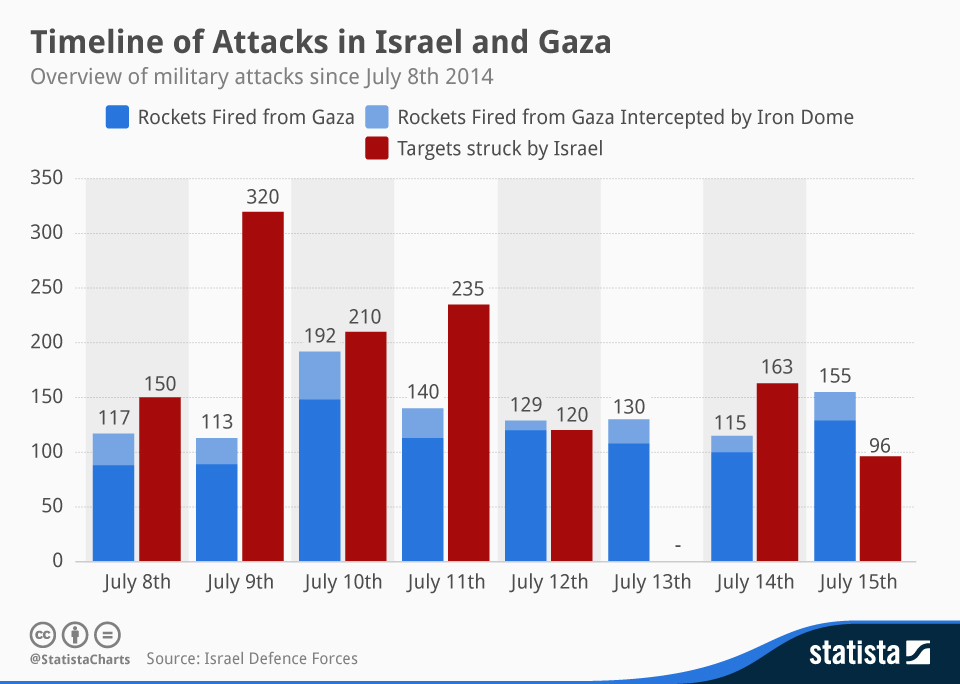 Timeline of Attacks in Israel and Gaza
Overview of military attacks since July 8th 2014
Rockets Fired from Gaza Rockets Fired from Gaza Intercepted by Iron Dome
Targets struck by Israel
350
300
250
200
150
100
50
0
117 150
113 320
192 210
140 235
129 120
130 -
115 163
155 96
July 8th July 9th July 10th July 11th July 12th July 13th July 14th July 15th
cc
@StatistaCharts Source: Israel Defence Forces
statista